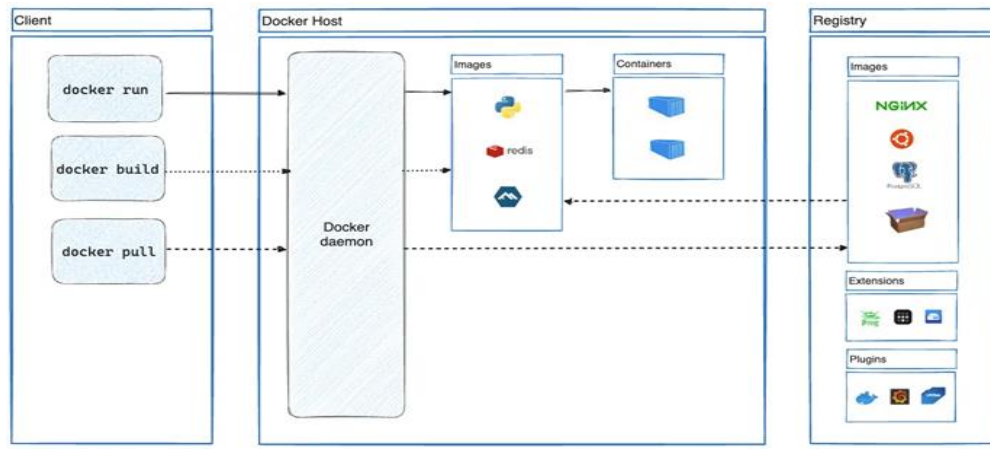 Client
docker run
docker build
docker pull
Docker Host
Docker
daemon
Images
redis
Containers
Registry
Images
NGINX
PostgreSQL
Extensions
Plugins